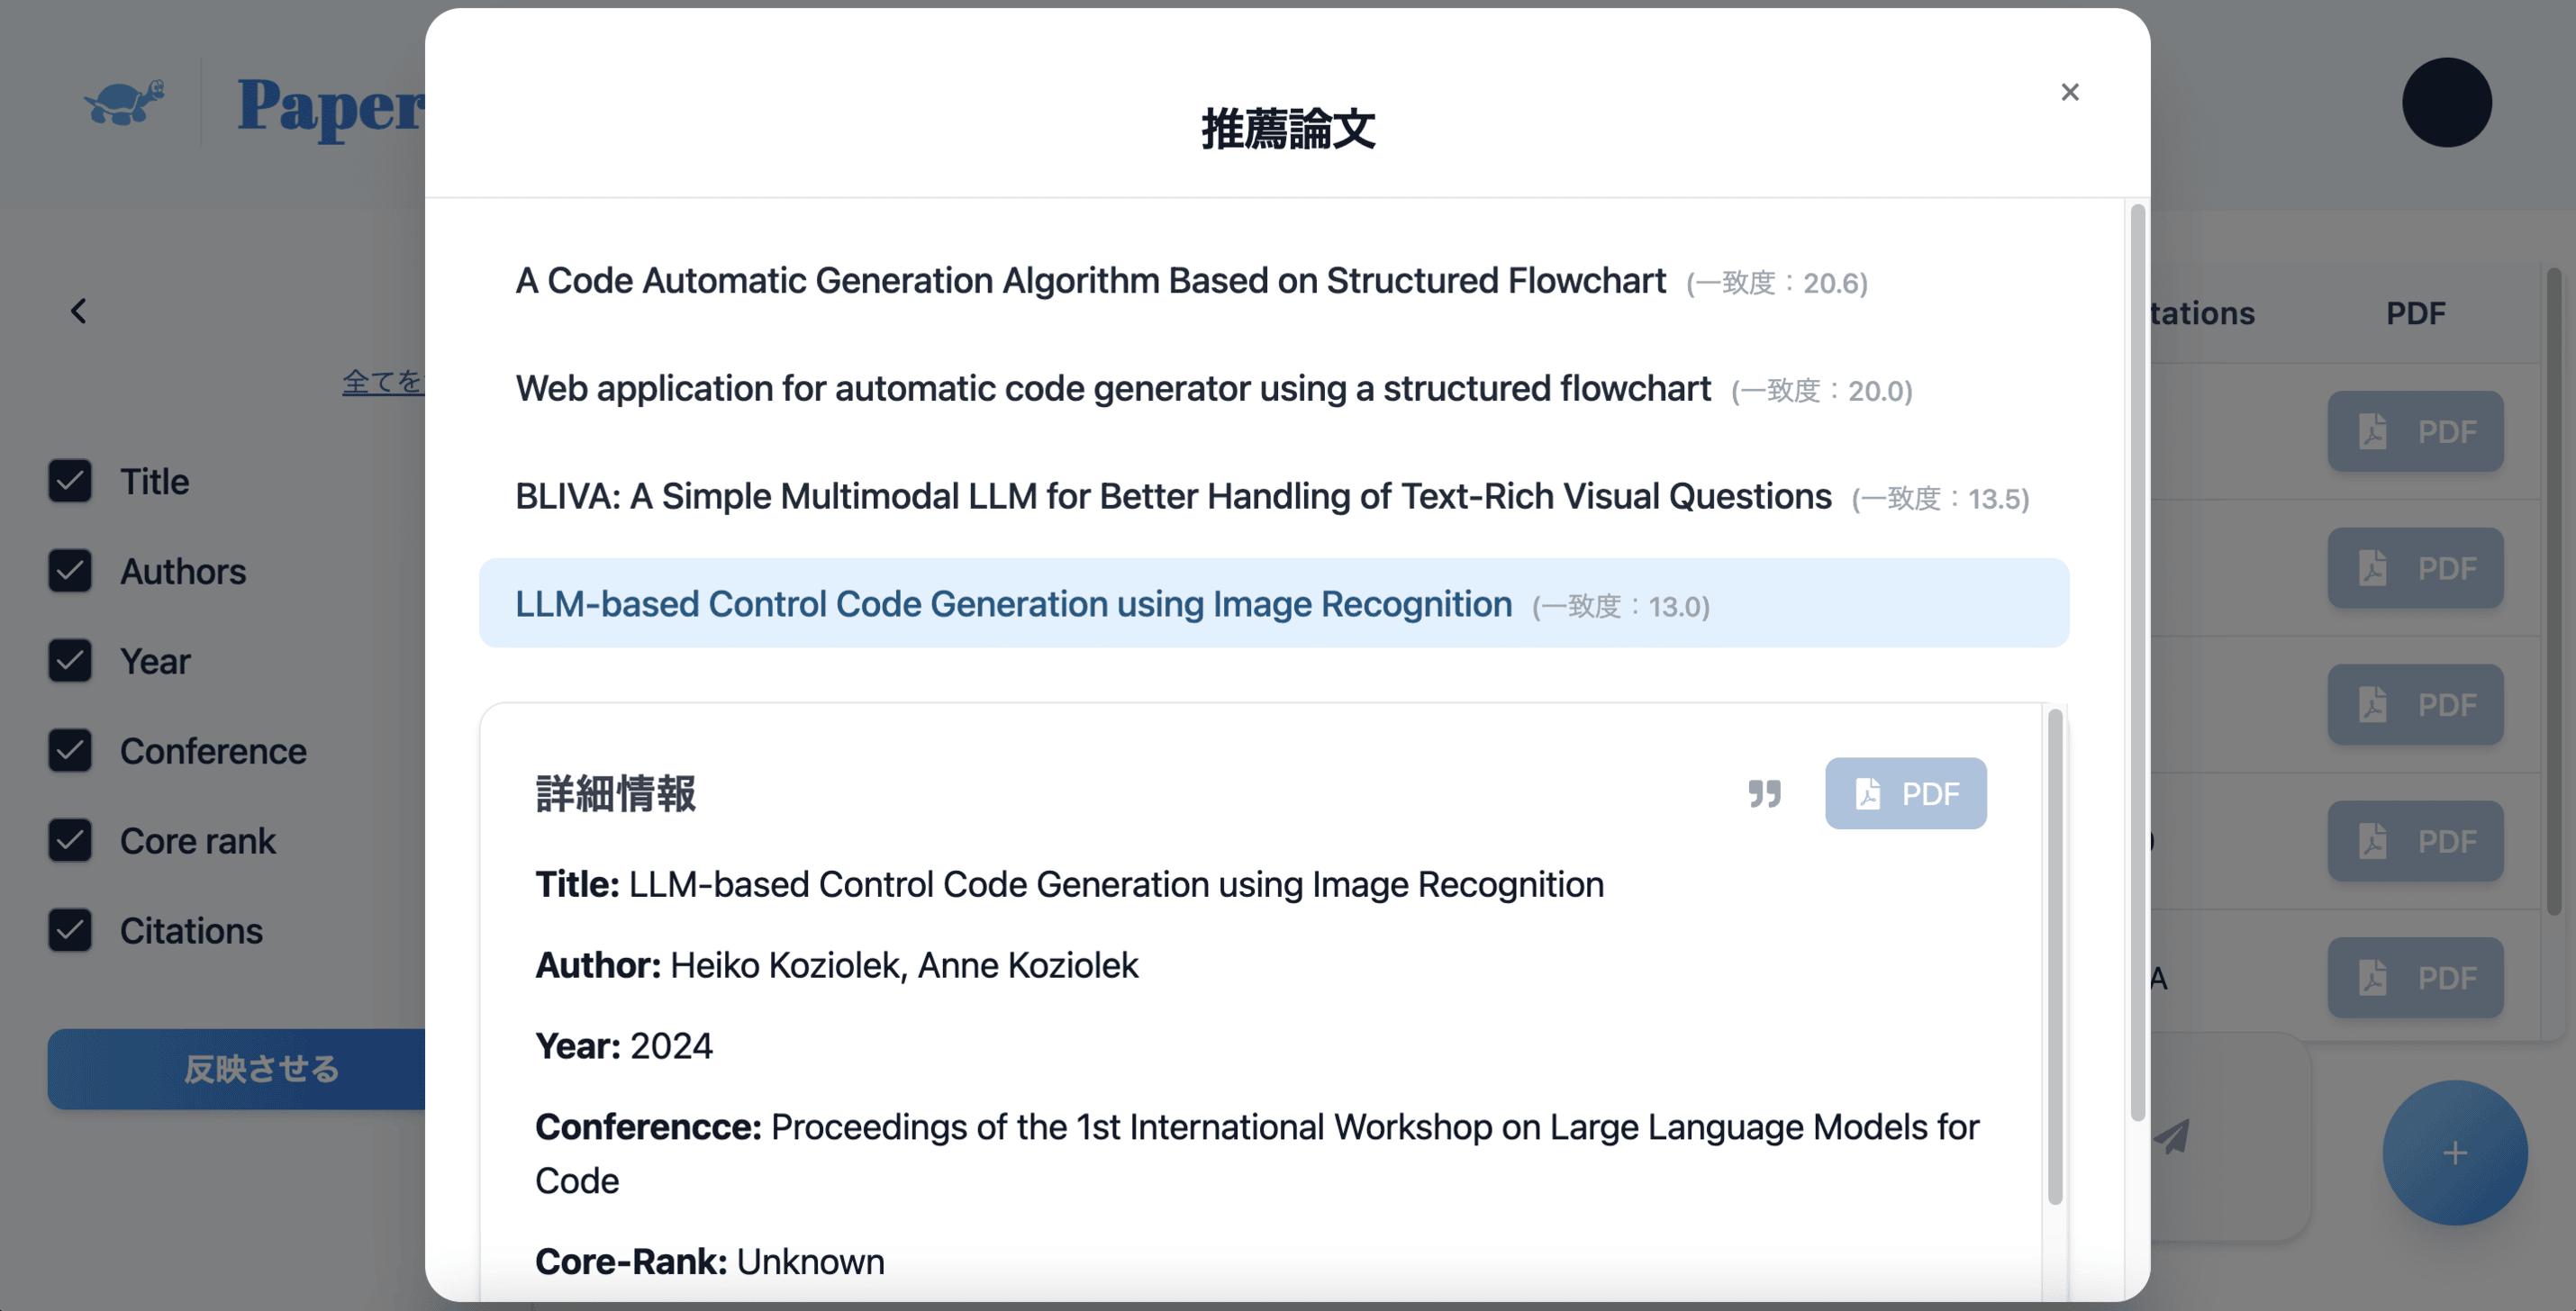 Paper
推薦論文
×
A Code Automatic Generation Algorithm Based on Structured Flowchart (一致度：20.6)
Web application for automatic code generator using a structured flowchart (一致度：20.0)
BLIVA: A Simple Multimodal LLM for Better Handling of Text-Rich Visual Questions (一致度：13.5)
LLM-based Control Code Generation using Image Recognition (一致度：13.0)
詳細情報
PDF
Title: LLM-based Control Code Generation using Image Recognition
Author: Heiko Koziolek, Anne Koziolek
Year: 2024
Conferencce: Proceedings of the 1st International Workshop on Large Language Models for
Code
Core-Rank: Unknown
全てを
Title
Authors
Year
Conference
Core rank
Citations
反映させる
tations PDF
PDF
PDF
PDF
PDF
A PDF
+